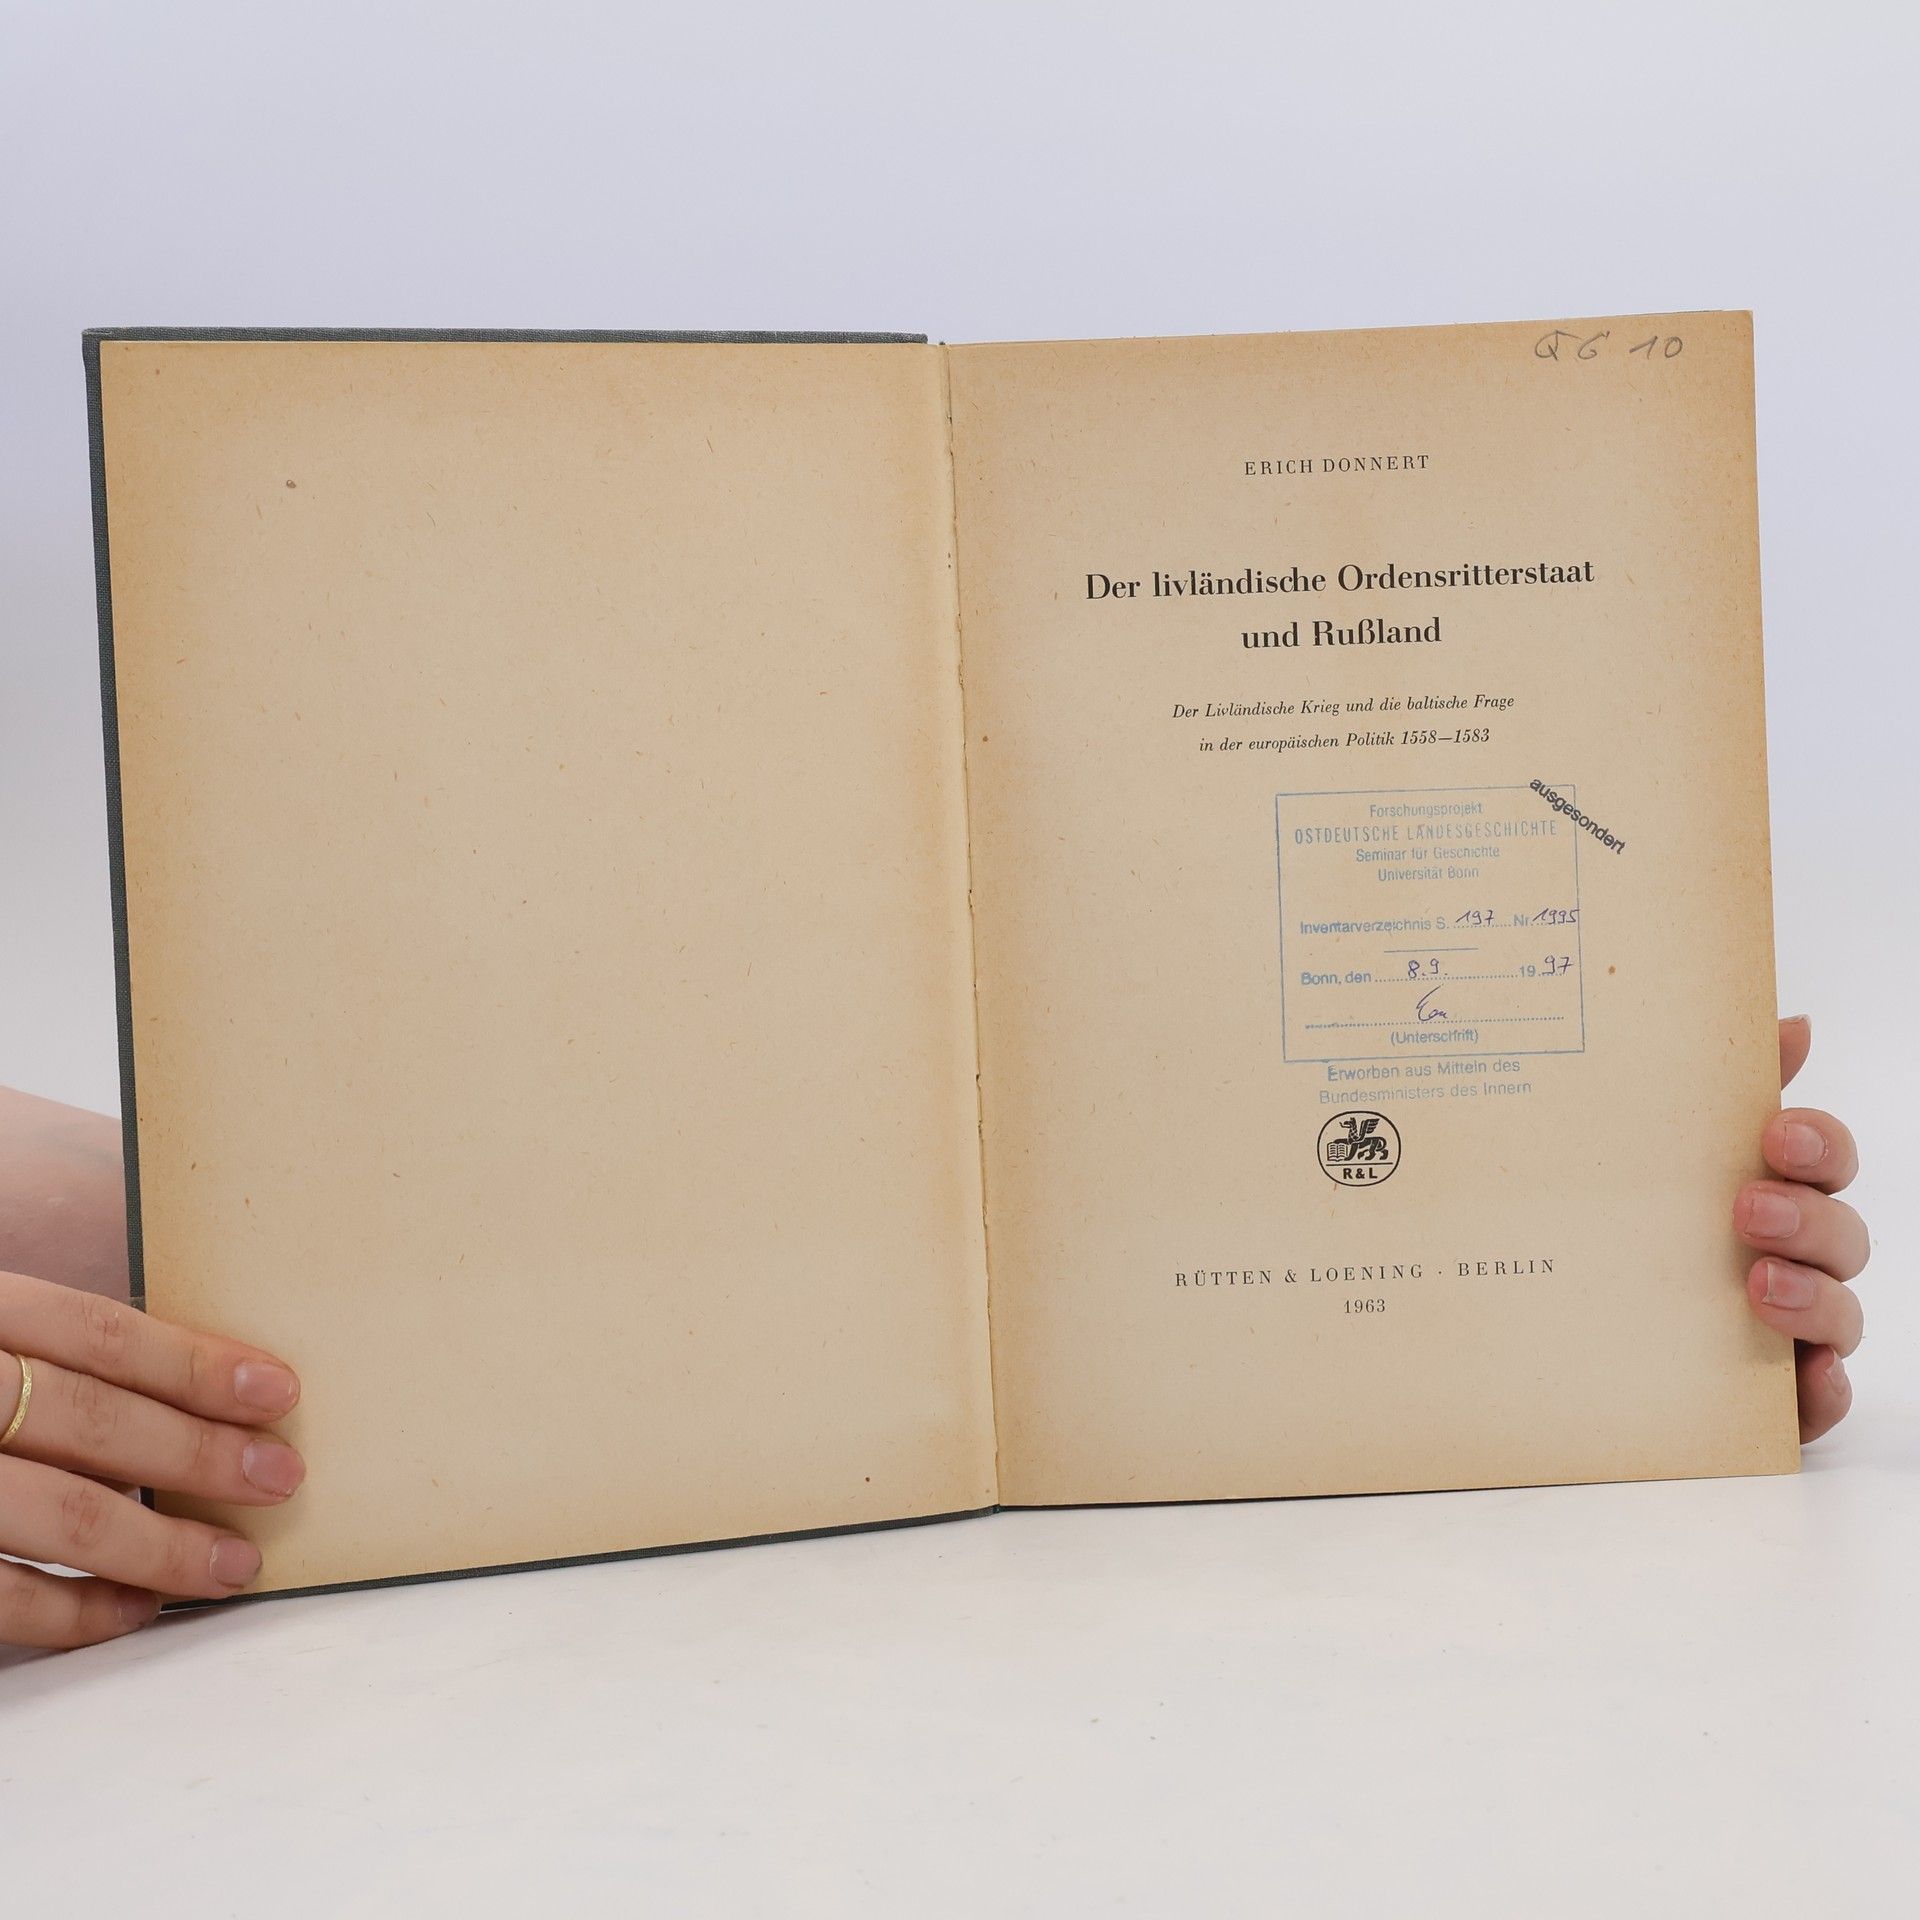 QG 10
ERICH DONNERT
Der livländische Ordensritterstaat
und Rußland
Der Livländische Krieg und die baltische Frage
in der europäischen Politik 1558—1583
ausgesondert
Forschungsprojekt
OSTDEUTSCHE LANDESGESCHICHTE
Seminar für Geschichte
Universität Bonn
Inventarverzeichnis S. 197 Nr. 1995
Bonn, den 8.9. 19 97
(Unterschrift)
Erworben aus Mitteln des
Bundesministers des Innern
R & L
RÜTTEN & LOENING · BERLIN
1963